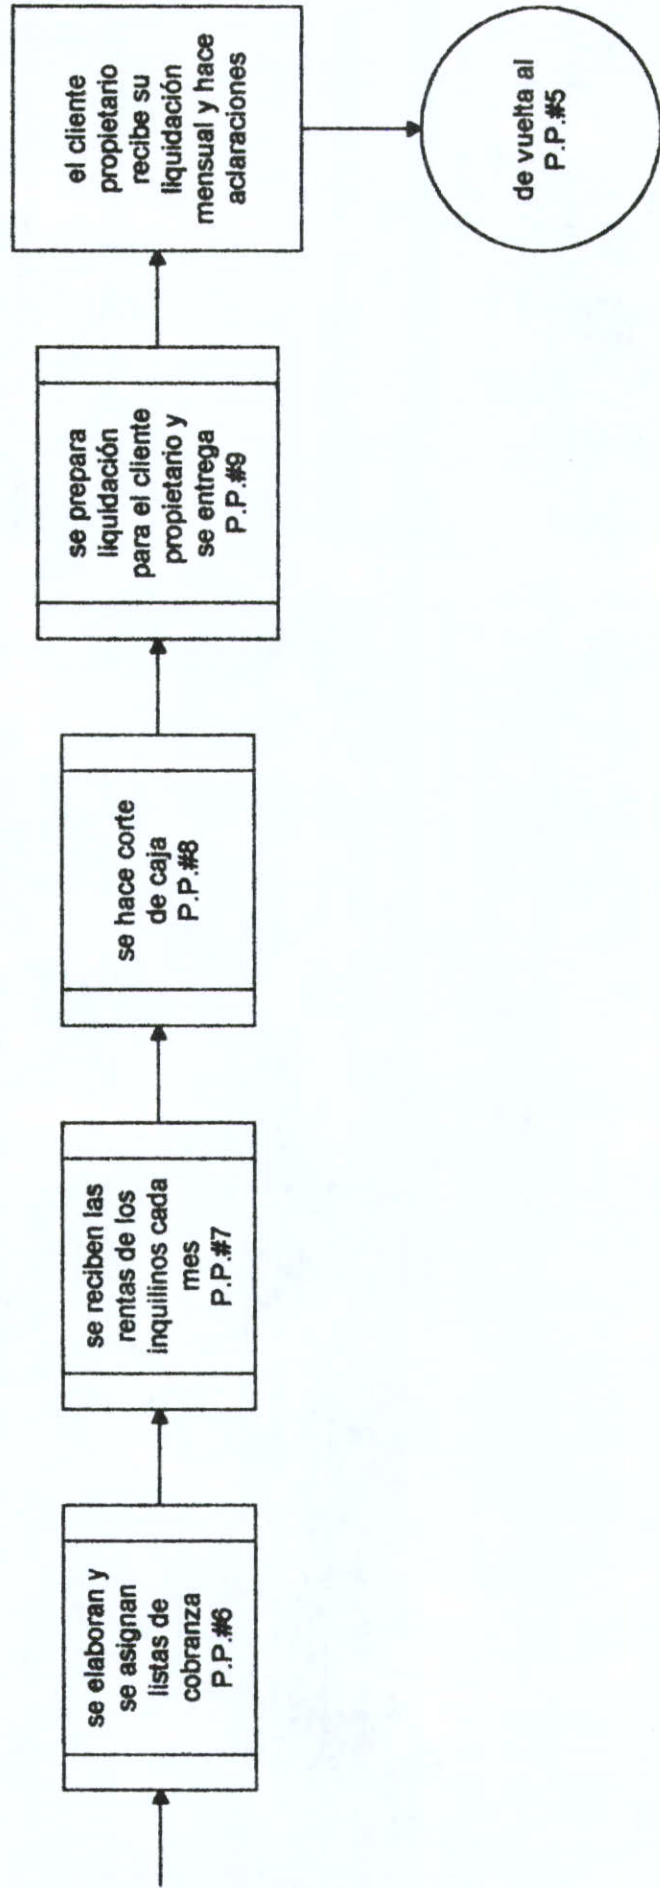 se elaboran y
se asignan
listas de
cobranza
P.P.#6
se reciben las
rentas de los
inquilinos cada
mes
P.P.#7
se hace corte
de caja
P.P.#8
se prepara
liquidación
para el cliente
propietario y
se entrega
P.P.#9
el cliente
propietario
recibe su
liquidación
mensual y hace
aclaraciones
de vuelta al
P.P.#5